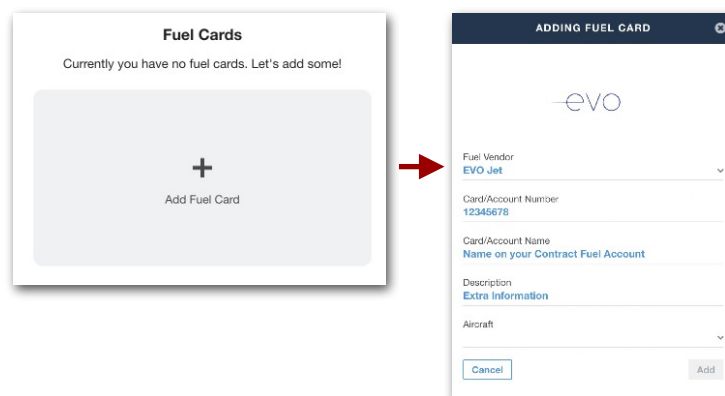 Fuel Cards
Currently you have no fuel cards. Let's add some!
+
Add Fuel Card
ADDING FUEL CARD
evo
Fuel Vendor
EVO Jet
Card/Account Number
12345678
Card/Account Name
Name on your Contract Fuel Account
Description
Extra Information
Aircraft
Cancel
Add